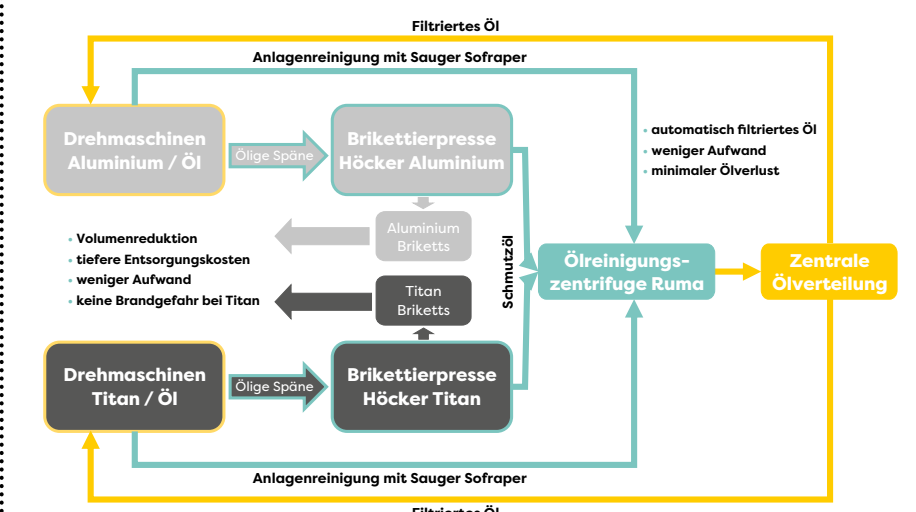 Filtriertes Öl
Anlagenreinigung mit Sauger Sofraper
Drehmaschinen
Aluminium / Öl
Ölige Späne
Brikettierpresse
Höcker Aluminium
• automatisch filtriertes Öl
• weniger Aufwand
• minimaler Ölverlust
Aluminium
Briketts
• Volumenreduktion
• tiefere Entsorgungskosten
• weniger Aufwand
• keine Brandgefahr bei Titan
Titan
Briketts
Schmutzöl
Ölreinigungs-
zentrifuge Ruma
Zentrale
Ölverteilung
Drehmaschinen
Titan / Öl
Ölige Späne
Brikettierpresse
Höcker Titan
Anlagenreinigung mit Sauger Sofraper
Filtriertes Öl